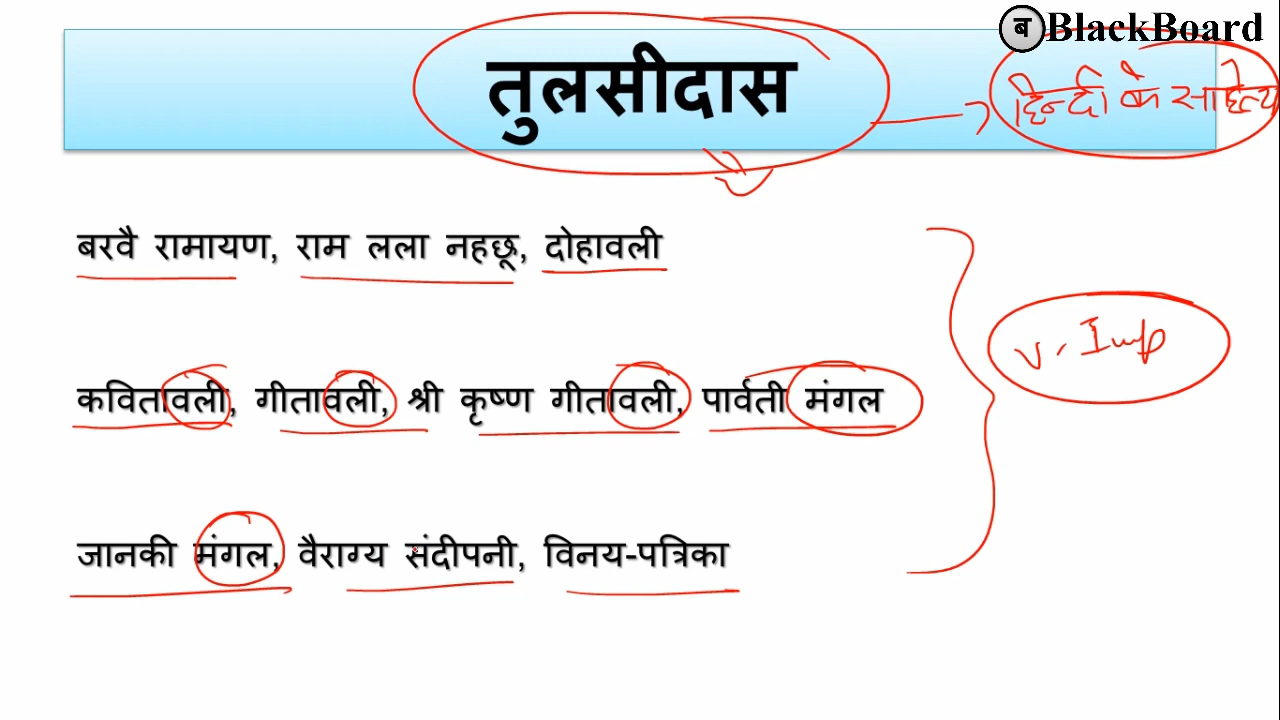 ब BlackBoard
तुलसीदास
हिन्दी के साहित्य
बरवै रामायण, राम लला नहछू, दोहावली
v. Imp
कवितावली, गीतावली, श्री कृष्ण गीतावली, पार्वती मंगल
जानकी मंगल, वैराग्य संदीपनी, विनय-पत्रिका